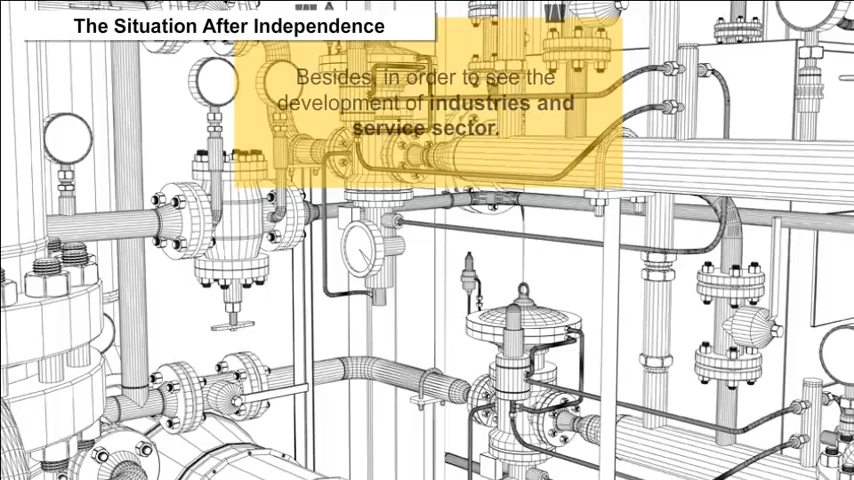 The Situation After Independence
Besides, in order to see the
development of industries and
service sector.